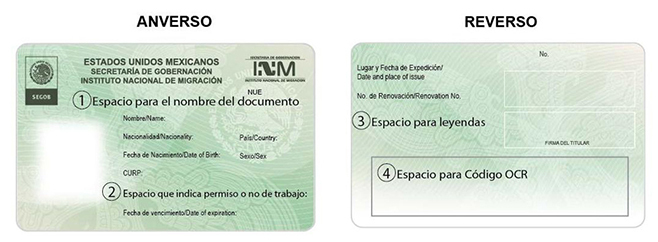 ANVERSO
ESTADOS UNIDOS MEXICANOS
SECRETARÍA DE GOBERNACIÓN
INSTITUTO NACIONAL DE MIGRACIÓN
SEGOB
SECRETARÍA DE GOBERNACIÓN
INM
INSTITUTO NACIONAL DE MIGRACIÓN
NUE
1 Espacio para el nombre del documento
Nombre/Name:
Nacionalidad/Nacionality: País/Country:
Fecha de Nacimiento/Date of Birth: Sexo/Sex
CURP:
2 Espacio que indica permiso o no de trabajo:
Fecha de vencimiento/Date of expiration:
REVERSO
No.
Lugar y Fecha de Expedición/
Date and place of issue
No. de Renovación/Renovation No.
3 Espacio para leyendas
FIRMA DEL TITULAR
4 Espacio para Código OCR